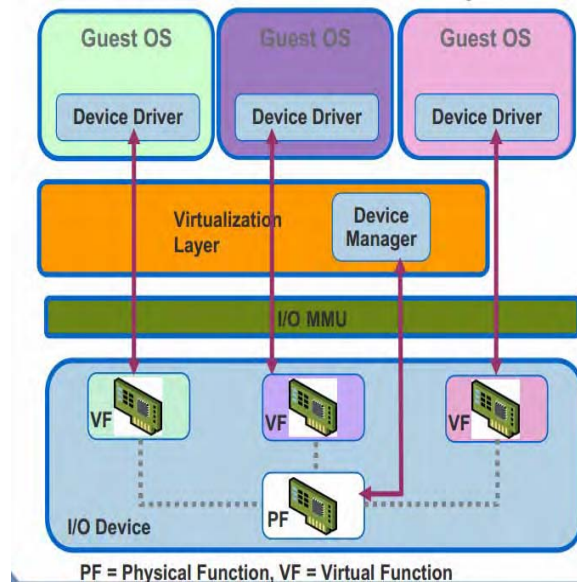 Guest OS
Guest OS
Guest OS
Device Driver
Device Driver
Device Driver
Virtualization
Layer
Device
Manager
I/O MMU
VF
VF
VF
PF
I/O Device
PF = Physical Function, VF = Virtual Function